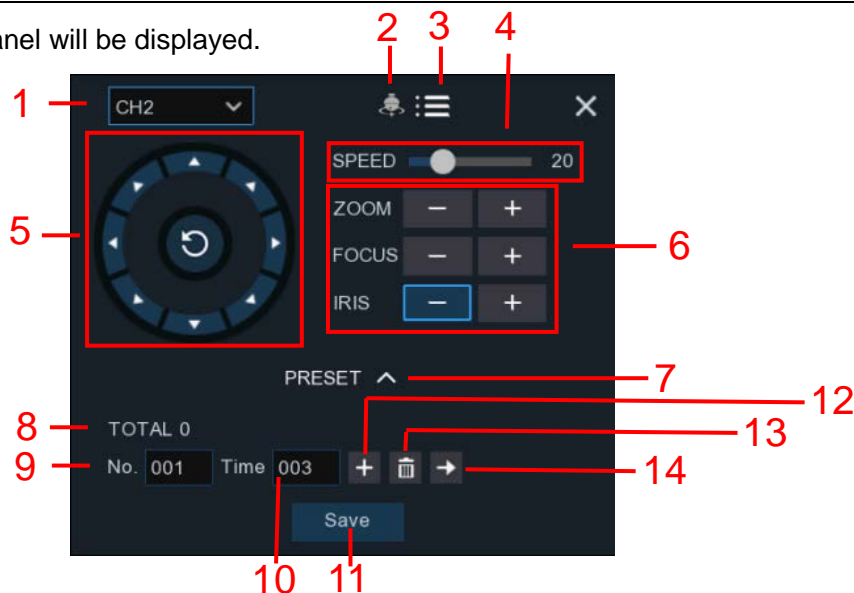 anel will be displayed.
2 3 4
1 CH2
SPEED 20
ZOOM − +
5 FOCUS − + 6
IRIS − +
PRESET 7
12
8 TOTAL 0 13
9 No. 001 Time 003 + 14
Save
10 11